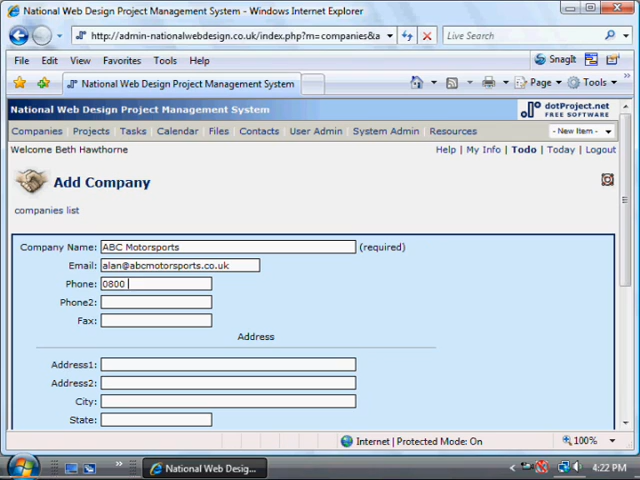 National Web Design Project Management System - Windows Internet Explorer
http://admin-nationalwebdesign.co.uk/index.php?m=companies&a
Live Search
File Edit View Favorites Tools Help
SnagIt
National Web Design Project Management System
Page Tools
National Web Design Project Management System
dotProject.net
FREE SOFTWARE
Companies Projects Tasks Calendar Files Contacts User Admin System Admin Resources
- New Item -
Welcome Beth Hawthorne
Help | My Info | Todo | Today | Logout
Add Company
companies list
Company Name: ABC Motorsports (required)
Email: alan@abcmotorsports.co.uk
Phone: 0800
Phone2:
Fax:
Address
Address1:
Address2:
City:
State:
Internet | Protected Mode: On
100%
National Web Desig...
4:22 PM